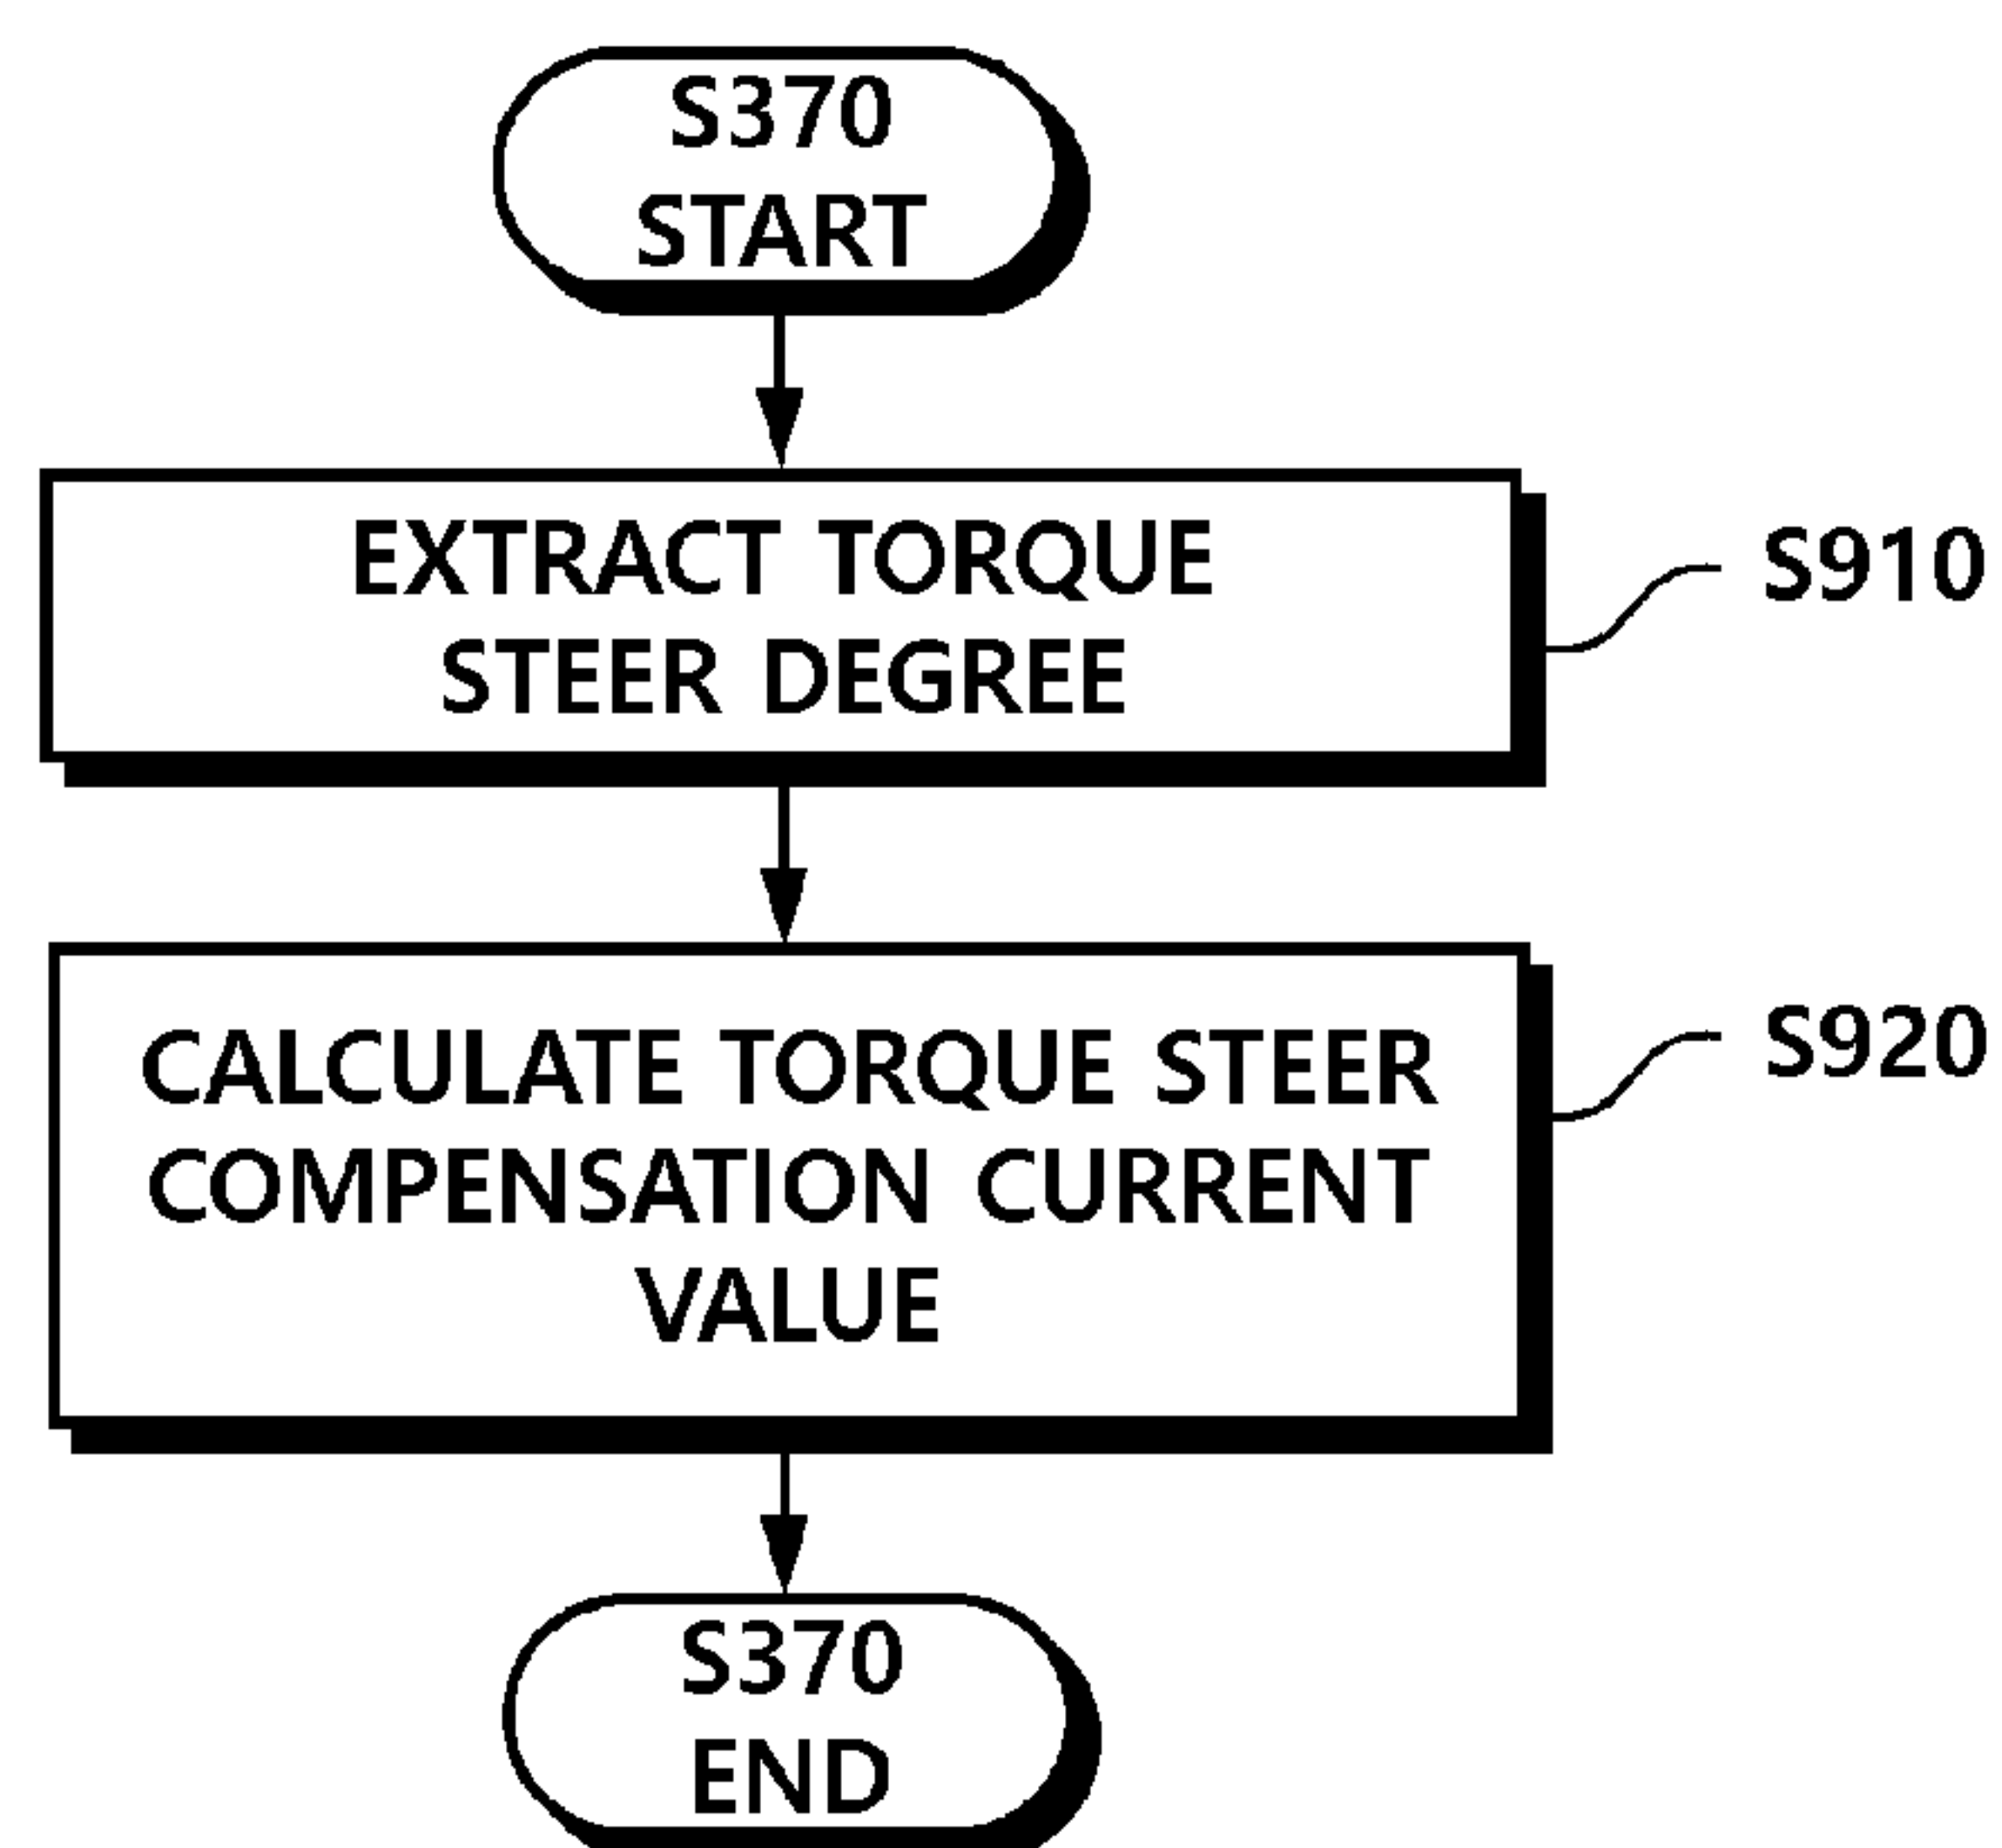 S370
START
EXTRACT TORQUE
STEER DEGREE
S910
CALCULATE TORQUE STEER
COMPENSATION CURRENT
VALUE
S920
S370
END